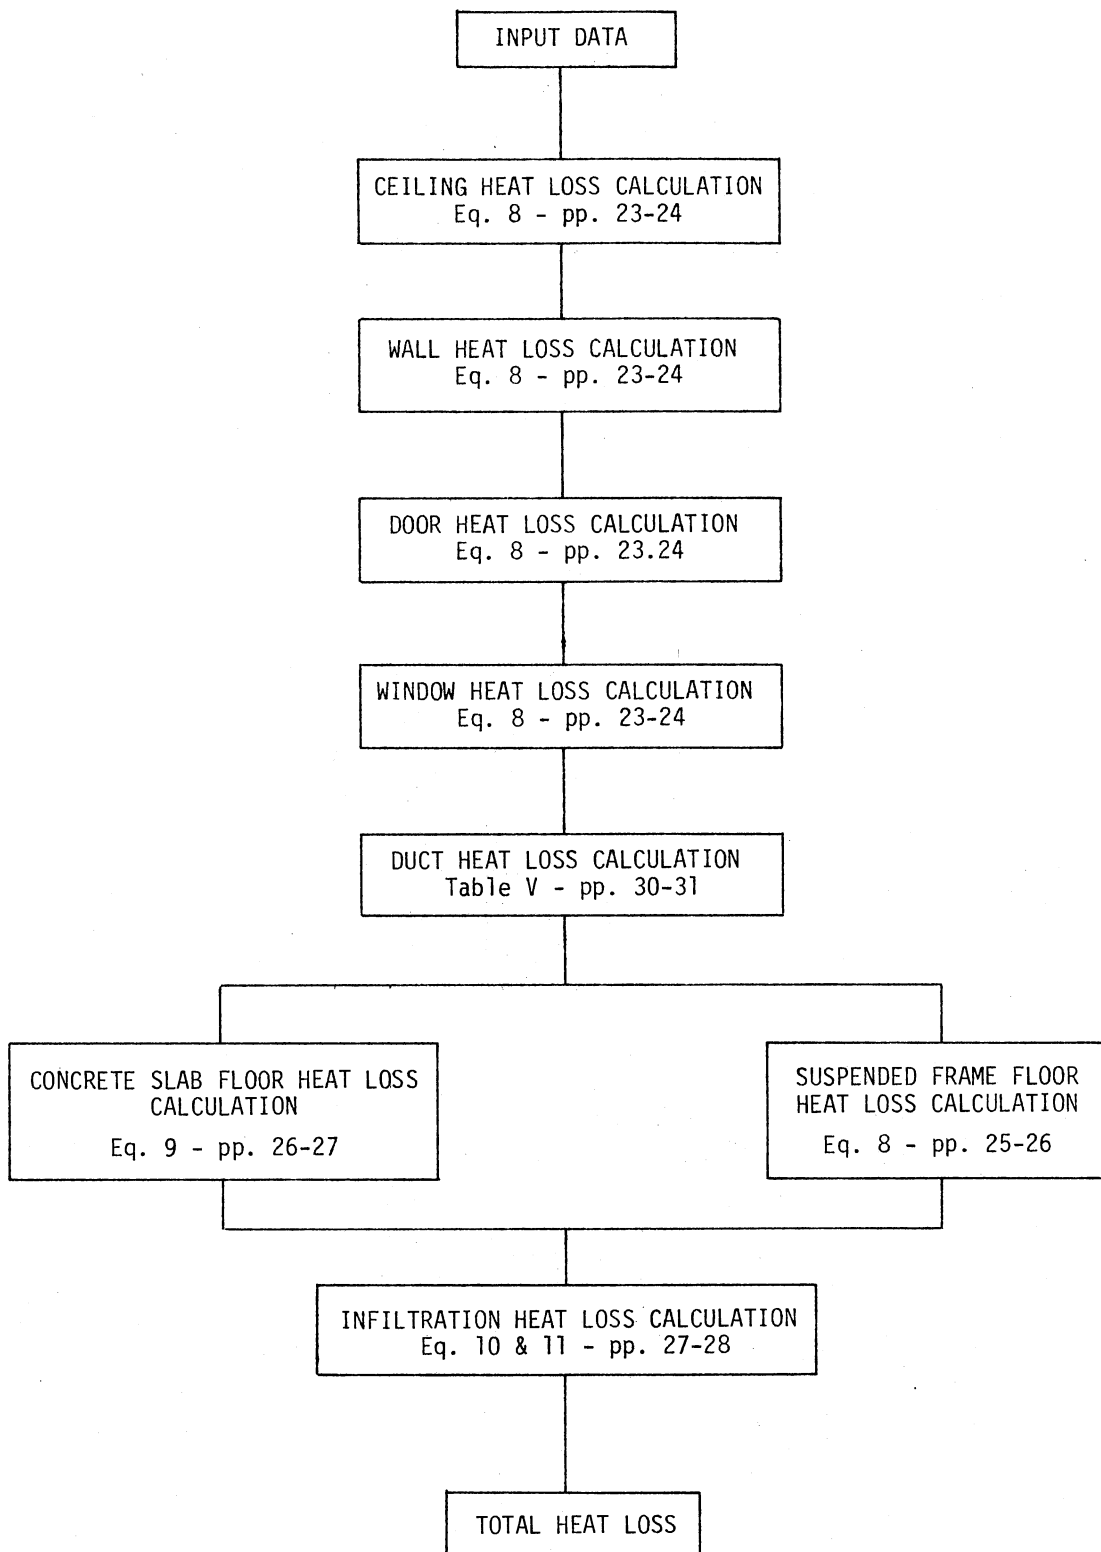 INPUT DATA
CEILING HEAT LOSS CALCULATION
Eq. 8 - pp. 23-24
WALL HEAT LOSS CALCULATION
Eq. 8 - pp. 23-24
DOOR HEAT LOSS CALCULATION
Eq. 8 - pp. 23.24
WINDOW HEAT LOSS CALCULATION
Eq. 8 - pp. 23-24
DUCT HEAT LOSS CALCULATION
Table V - pp. 30-31
CONCRETE SLAB FLOOR HEAT LOSS
CALCULATION
Eq. 9 - pp. 26-27
SUSPENDED FRAME FLOOR
HEAT LOSS CALCULATION
Eq. 8 - pp. 25-26
INFILTRATION HEAT LOSS CALCULATION
Eq. 10 & 11 - pp. 27-28
TOTAL HEAT LOSS